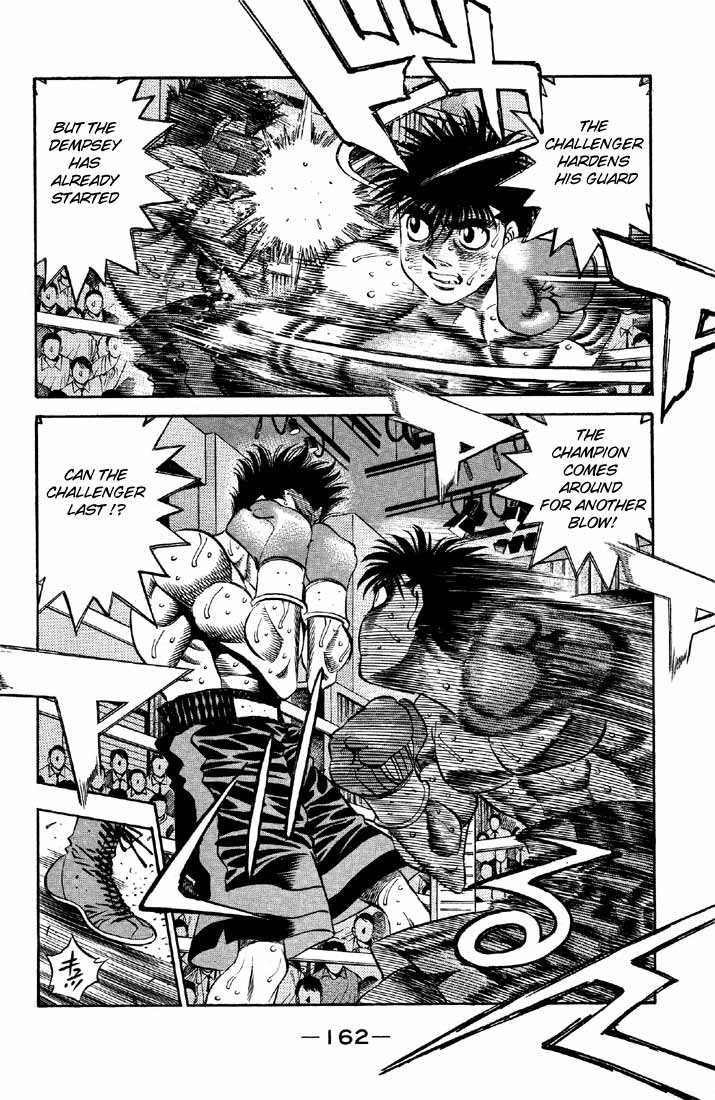 THE
CHALLENGER
HARDENS
HIS GUARD
BUT THE
DEMPSEY
HAS
ALREADY
STARTED
THE
CHAMPION
COMES
AROUND
FOR ANOTHER
BLOW!
CAN THE
CHALLENGER
LAST !?
—162—